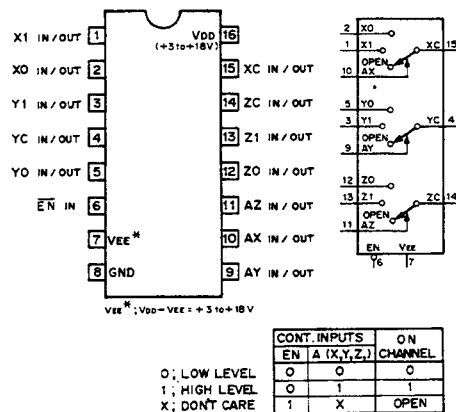 X1 IN/OUT 1
X0 IN/OUT 2
Y1 IN/OUT 3
YC IN/OUT 4
Y0 IN/OUT 5
EN IN 6
7 VEE*
8 GND
VDD 16
(+3 to +18V)
15 XC IN/OUT
14 ZC IN/OUT
13 Z1 IN/OUT
12 Z0 IN/OUT
11 AZ IN/OUT
10 AX IN/OUT
9 AY IN/OUT
VEE*; VDD-VEE = +3 to +18V
2 X0
1 X1 XC 15
OPEN
10 AX
5 Y0
3 Y1 YC 4
OPEN
9 AY
12 Z0
13 Z1 ZC 14
OPEN
11 AZ
EN VEE
6 7
CONT. INPUTS ON
EN A (X,Y,Z,) CHANNEL
0 0 0
0 1 1
1 X OPEN
0; LOW LEVEL
1; HIGH LEVEL
X; DON'T CARE